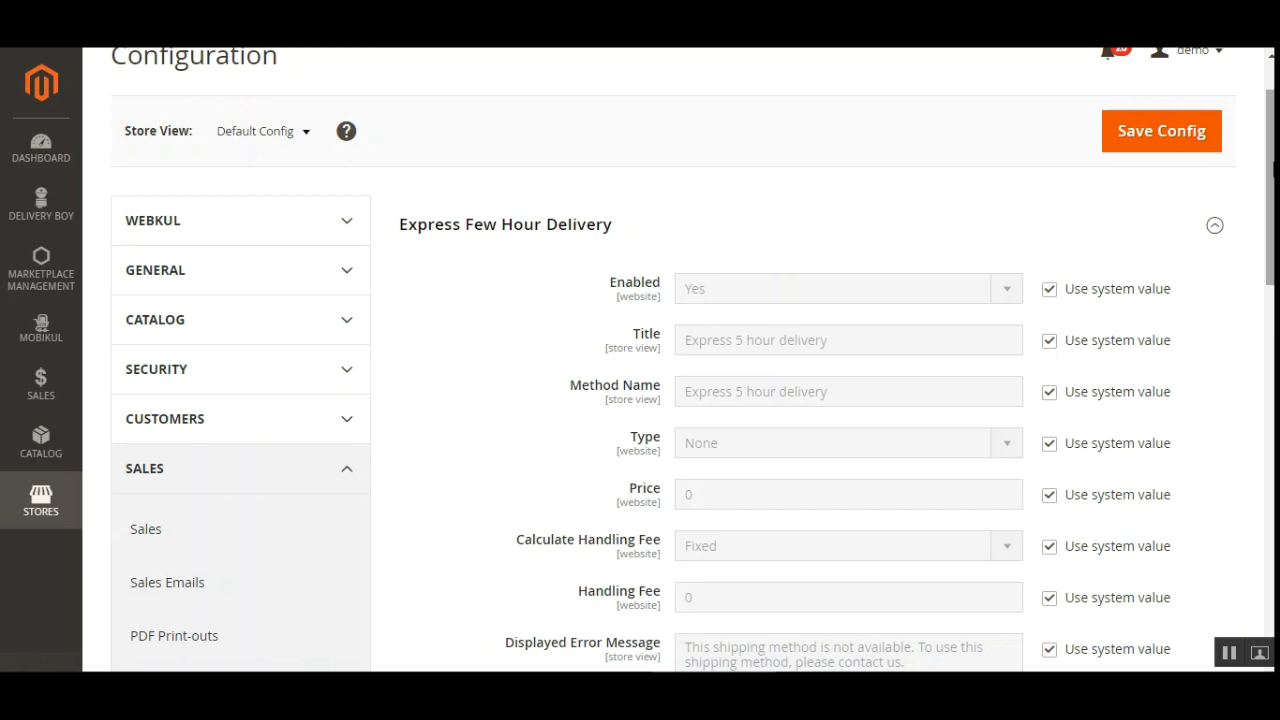 Configuration
demo
Store View: Default Config ?
Save Config
DASHBOARD
DELIVERY BOY
MARKETPLACE
MANAGEMENT
MOBIKUL
SALES
CATALOG
STORES
WEBKUL
GENERAL
CATALOG
SECURITY
CUSTOMERS
SALES
Sales
Sales Emails
PDF Print-outs
Express Few Hour Delivery
Enabled
[website]
Yes
Use system value
Title
[store view]
Express 5 hour delivery
Use system value
Method Name
[store view]
Express 5 hour delivery
Use system value
Type
[website]
None
Use system value
Price
[website]
0
Use system value
Calculate Handling Fee
[website]
Fixed
Use system value
Handling Fee
[website]
0
Use system value
Displayed Error Message
[store view]
This shipping method is not available. To use this
shipping method, please contact us.
Use system value